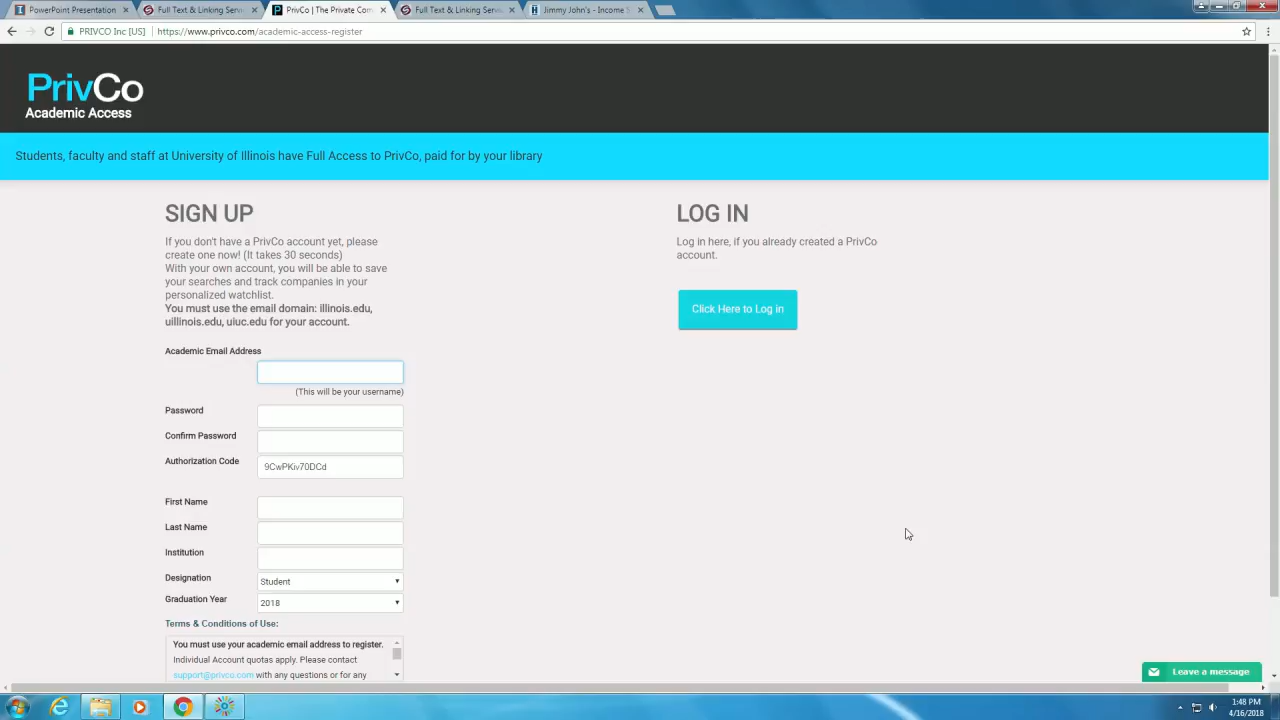 PowerPoint Presentation
Full Text & Linking Servi
PrivCo | The Private Com
Full Text & Linking Servi
Jimmy John's - Income S
PRIVCO Inc [US]
https://www.privco.com/academic-access-register
PrivCo
Academic Access
Students, faculty and staff at University of Illinois have Full Access to PrivCo, paid for by your library
SIGN UP
If you don't have a PrivCo account yet, please
create one now! (It takes 30 seconds)
With your own account, you will be able to save
your searches and track companies in your
personalized watchlist.
You must use the email domain: illinois.edu,
uillinois.edu, uiuc.edu for your account.
Academic Email Address
(This will be your username)
Password
Confirm Password
Authorization Code
9CwPKiv70DCd
First Name
Last Name
Institution
Designation
Student
Graduation Year
2018
Terms & Conditions of Use:
You must use your academic email address to register.
Individual Account quotas apply. Please contact
support@privco.com with any questions or for any
LOG IN
Log in here, if you already created a PrivCo
account.
Click Here to Log in
Leave a message
1:48 PM
4/16/2018